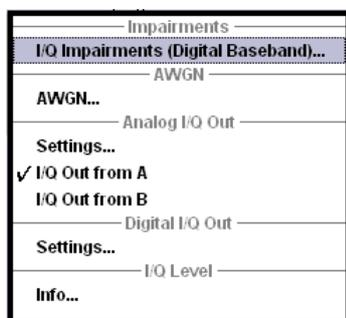 Impairments
I/Q Impairments (Digital Baseband)...
AWGN
AWGN...
Analog I/Q Out
Settings...
I/Q Out from A
I/Q Out from B
Digital I/Q Out
Settings...
I/Q Level
Info...